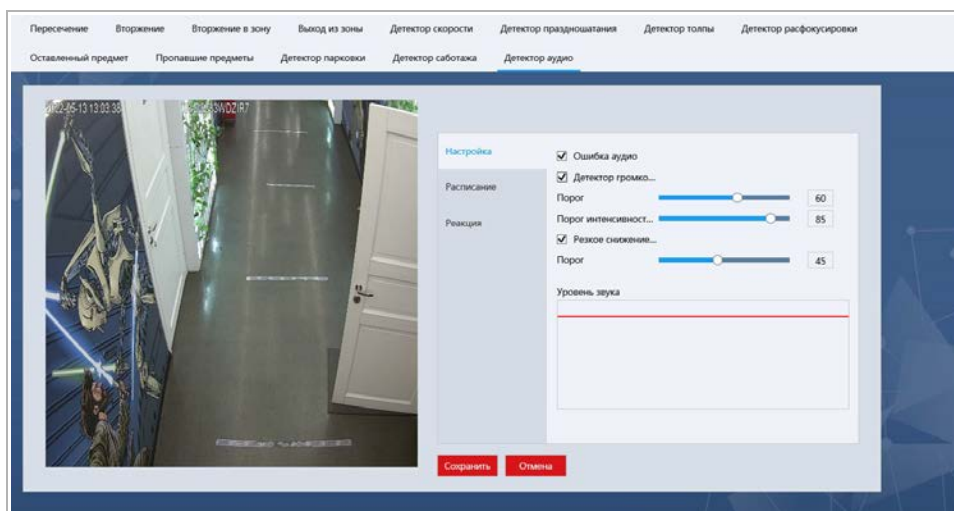 Пересечение Вторжение Вторжение в зону Выход из зоны Детектор скорости Детектор праздношатания Детектор толпы Детектор расфокусировки
Оставленный предмет Пропавшие предметы Детектор парковки Детектор саботажа Детектор аудио
2022-05-13 13:03:38
Настройка
Расписание
Реакция
Ошибка аудио
Детектор громко...
Порог 60
Порог интенсивност... 85
Резкое снижение...
Порог 45
Уровень звука
Сохранить Отмена